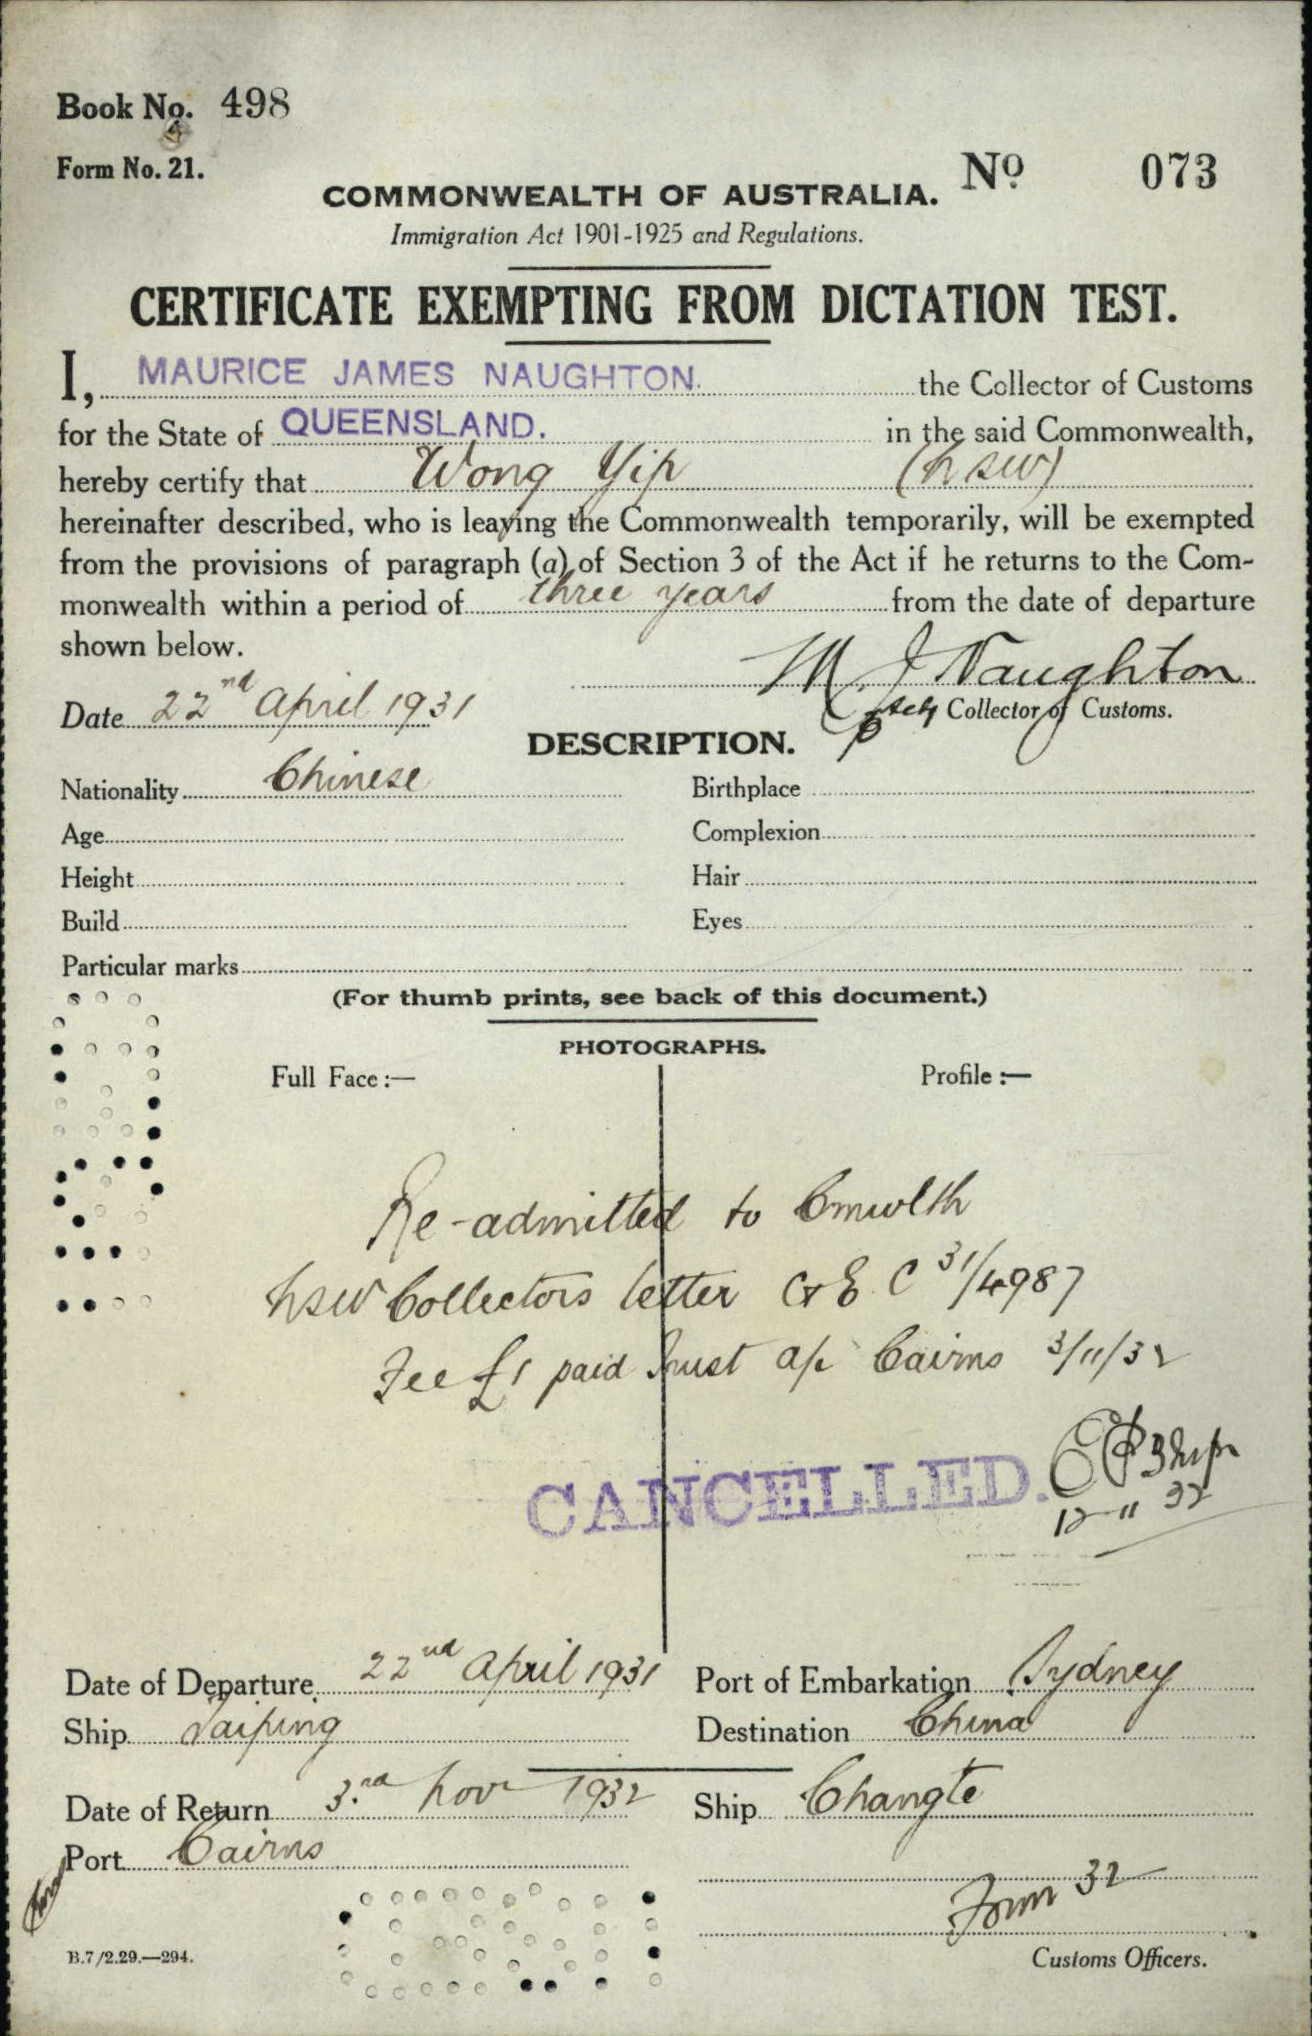 Book No. 498
Form No. 21.
No. 073
COMMONWEALTH OF AUSTRALIA.
Immigration Act 1901-1925 and Regulations.
CERTIFICATE EXEMPTING FROM DICTATION TEST.
I, MAURICE JAMES NAUGHTON. the Collector of Customs
for the State of QUEENSLAND. in the said Commonwealth,
hereby certify that Wong Yip (NSW)
hereinafter described, who is leaving the Commonwealth temporarily, will be exempted
from the provisions of paragraph (a) of Section 3 of the Act if he returns to the Com-
monwealth within a period of three years from the date of departure
shown below.
M J Naughton
Date 22nd April 1931
Collector of Customs.
DESCRIPTION.
Nationality Chinese Birthplace
Age Complexion
Height Hair
Build Eyes
Particular marks
(For thumb prints, see back of this document.)
PHOTOGRAPHS.
Full Face :— Profile :—
Re-admitted to Cmwlth
NSW Collectors letter C & E C 31/4987
Fee £1 paid Trust a/c Cairns 3/11/32
CANCELLED.
12 11 32
Date of Departure 22nd April 1931 Port of Embarkation Sydney
Ship Taiping Destination China
Date of Return 3rd Nov 1932 Ship Changte
Port Cairns
Form 32
B.7/2.29.—294.
Customs Officers.